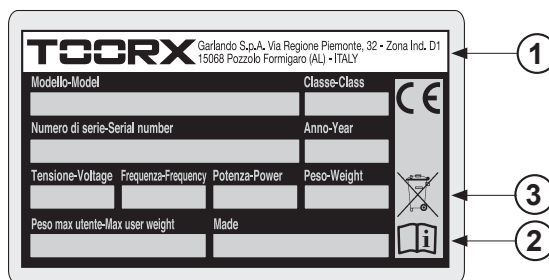 TOORX Garlando S.p.A. Via Regione Piemonte, 32 - Zona Ind. D1
15068 Pozzolo Formigaro (AL) - ITALY
1
Modello-Model Classe-Class
CE
Numero di serie-Serial number Anno-Year
Tensione-Voltage Frequenza-Frequency Potenza-Power Peso-Weight
3
Peso max utente-Max user weight Made
i
2